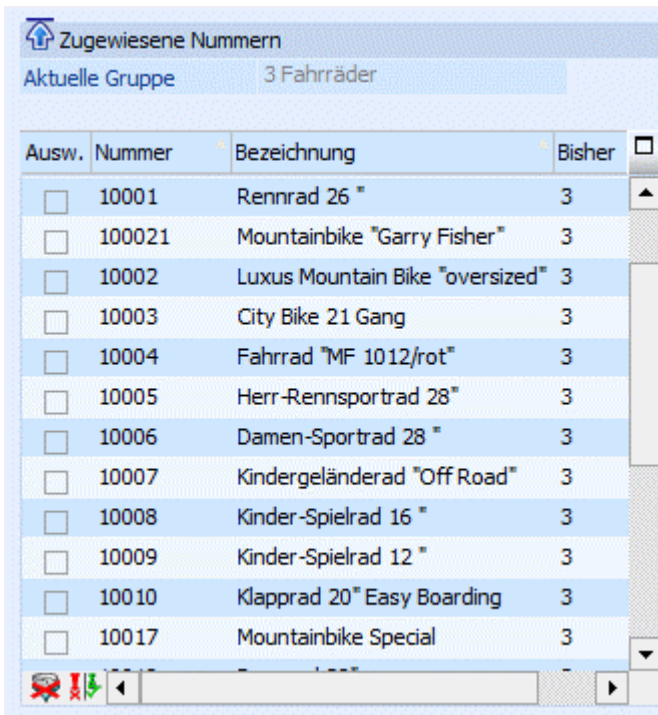 Zugewiesene Nummern
Aktuelle Gruppe 3 Fahrräder
Ausw. Nummer Bezeichnung Bisher
10001 Rennrad 26 "
3
100021 Mountainbike "Garry Fisher" 3
10002 Luxus Mountain Bike "oversized" 3
10003 City Bike 21 Gang 3
10004 Fahrrad "MF 1012/rot" 3
10005 Herr-Rennsportrad 28" 3
10006 Damen-Sportrad 28 " 3
10007 Kindergeländerad "Off Road" 3
10008 Kinder-Spielrad 16 " 3
10009 Kinder-Spielrad 12 " 3
10010 Klapprad 20" Easy Boarding 3
10017 Mountainbike Special 3